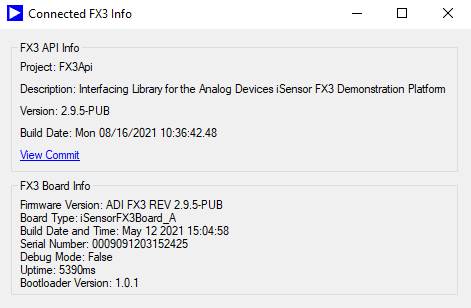 Connected FX3 Info
FX3 API Info
Project: FX3Api
Description: Interfacing Library for the Analog Devices iSensor FX3 Demonstration Platform
Version: 2.9.5-PUB
Build Date: Mon 08/16/2021 10:36:42.48
View Commit
FX3 Board Info
Firmware Version: ADI FX3 REV 2.9.5-PUB
Board Type: iSensorFX3Board_A
Build Date and Time: May 12 2021 15:04:58
Serial Number: 0009091203152425
Debug Mode: False
Uptime: 5390ms
Bootloader Version: 1.0.1